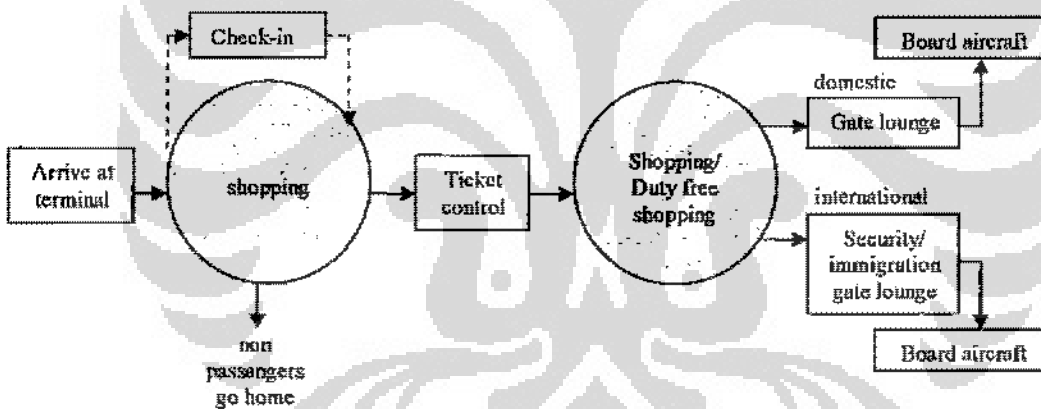 Check-in
Arrive at
terminal
shopping
non
passangers
go home
Ticket
control
Shopping/
Duty free
shopping
domestic
Gate lounge
Board aircraft
international
Security/
immigration
gate lounge
Board aircraft